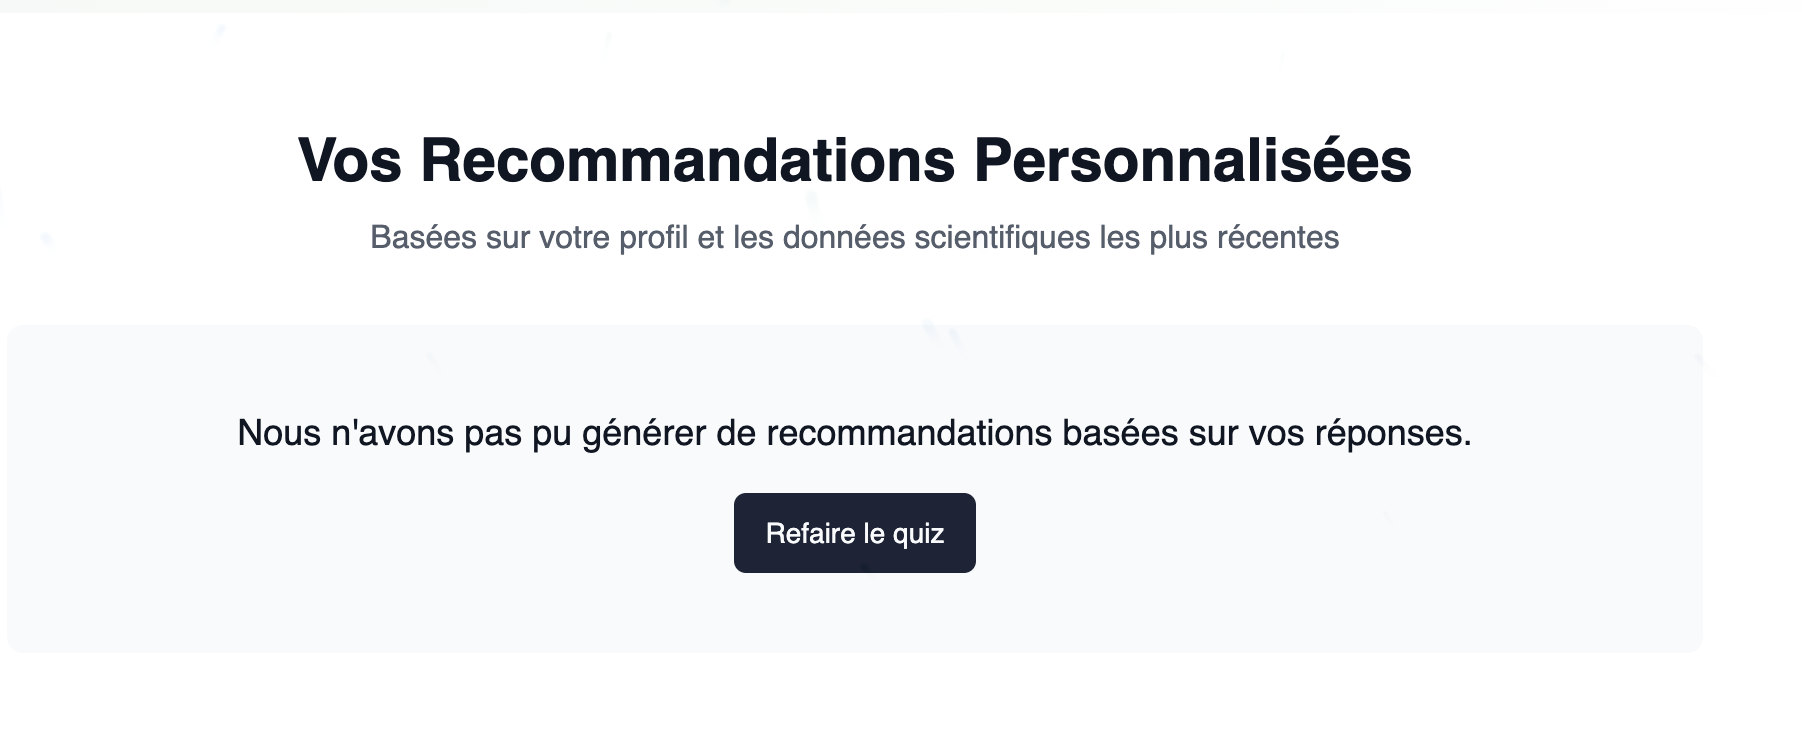 Vos Recommandations Personnalisées
Basées sur votre profil et les données scientifiques les plus récentes
Nous n'avons pas pu générer de recommandations basées sur vos réponses.
Refaire le quiz